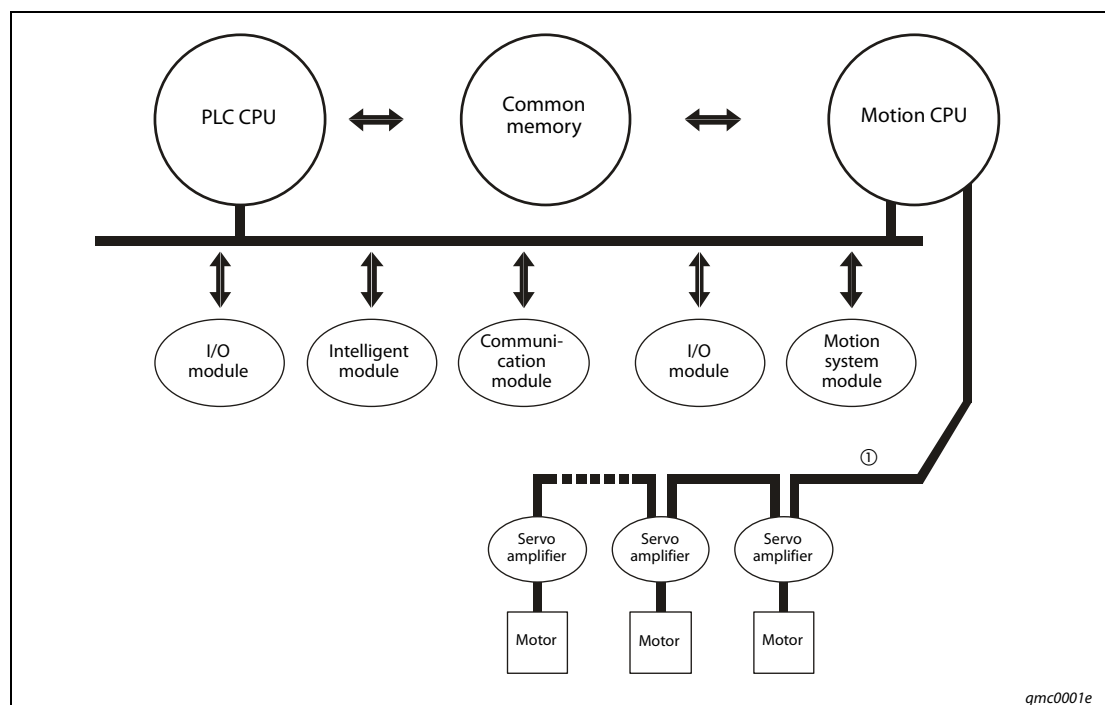 PLC CPU
Common
memory
Motion CPU
I/O
module
Intelligent
module
Communi-
cation
module
I/O
module
Motion
system
module
①
Servo
amplifier
Servo
amplifier
Servo
amplifier
Motor
Motor
Motor
qmc0001e